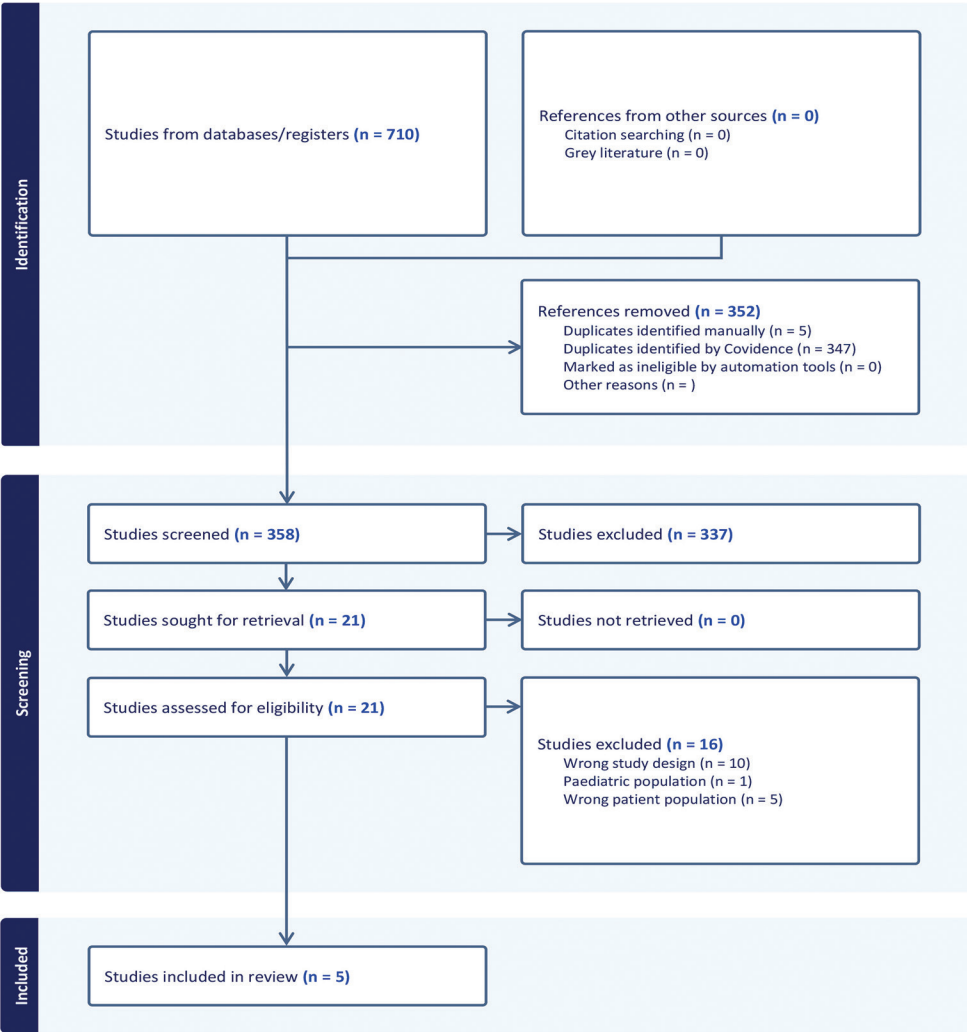 Identification
Studies from databases/registers (n = 710)
References from other sources (n = 0)
Citation searching (n = 0)
Grey literature (n = 0)
References removed (n = 352)
Duplicates identified manually (n = 5)
Duplicates identified by Covidence (n = 347)
Marked as ineligible by automation tools (n = 0)
Other reasons (n = )
Screening
Studies screened (n = 358)
Studies excluded (n = 337)
Studies sought for retrieval (n = 21)
Studies not retrieved (n = 0)
Studies assessed for eligibility (n = 21)
Studies excluded (n = 16)
Wrong study design (n = 10)
Paediatric population (n = 1)
Wrong patient population (n = 5)
Included
Studies included in review (n = 5)